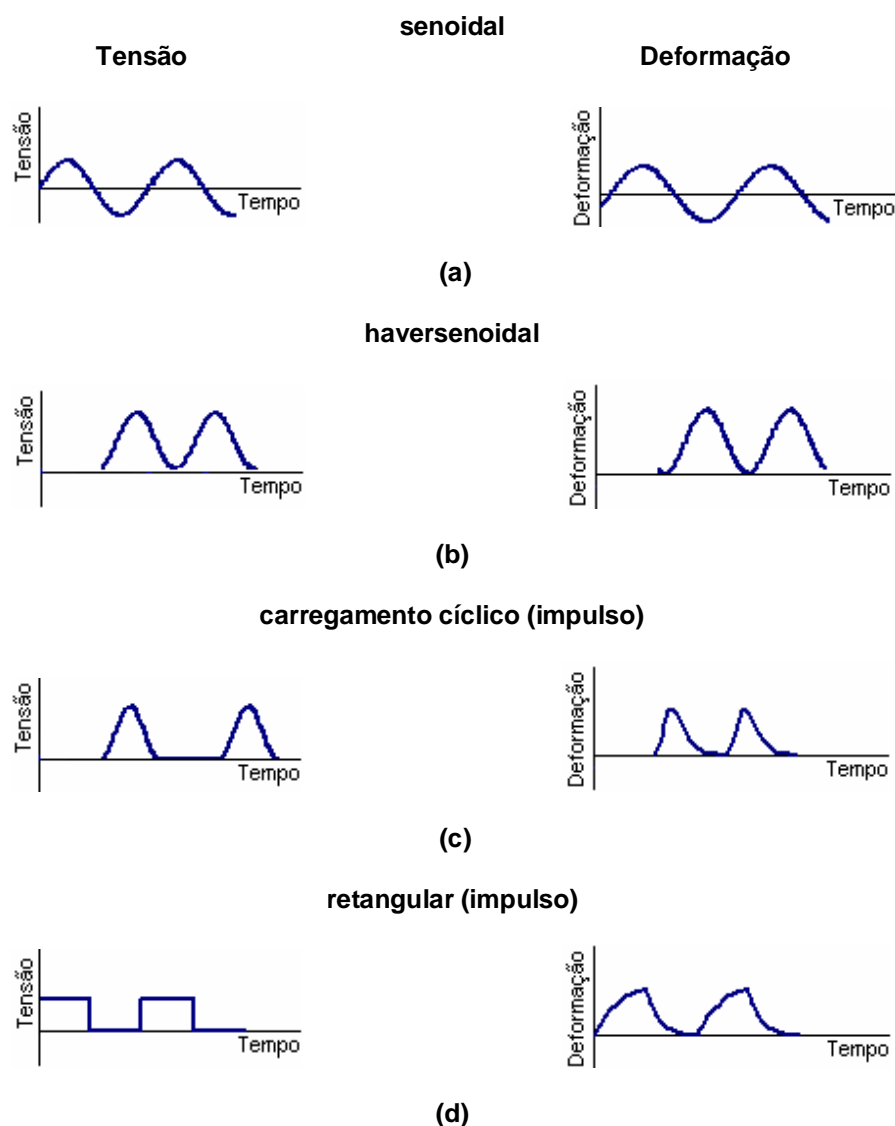 senoidal
Tensão Deformação
Tensão
Tempo
Deformação
Tempo
(a)
haversenoidal
Tensão
Tempo
Deformação
Tempo
(b)
carregamento cíclico (impulso)
Tensão
Tempo
Deformação
Tempo
(c)
retangular (impulso)
Tensão
Tempo
Deformação
Tempo
(d)